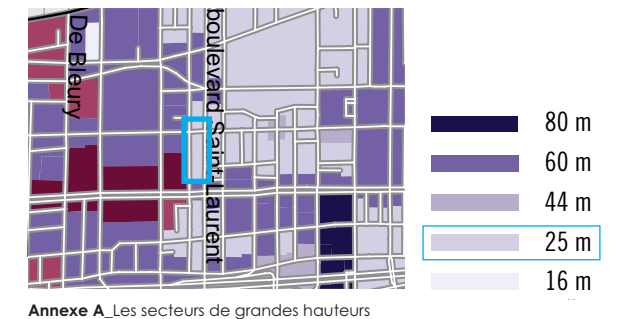 De Bleury
boulevard Saint-Laurent
80 m
60 m
44 m
25 m
16 m
Annexe A_Les secteurs de grandes hauteurs